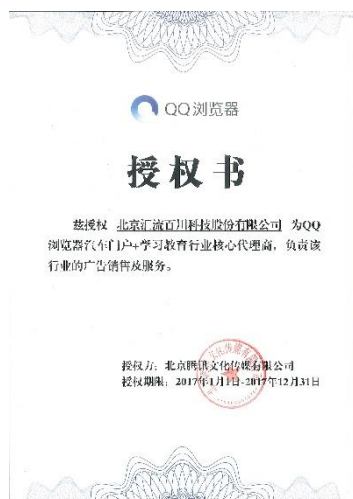 QQ浏览器
授权书
兹授权 北京汇流百川科技股份有限公司 为QQ
浏览器汽车门户+学习教育行业核心代理商,负责该
行业的广告销售及服务。
授权方:北京腾讯文化传媒有限公司
授权期限:2017年1月1日-2017年12月31日